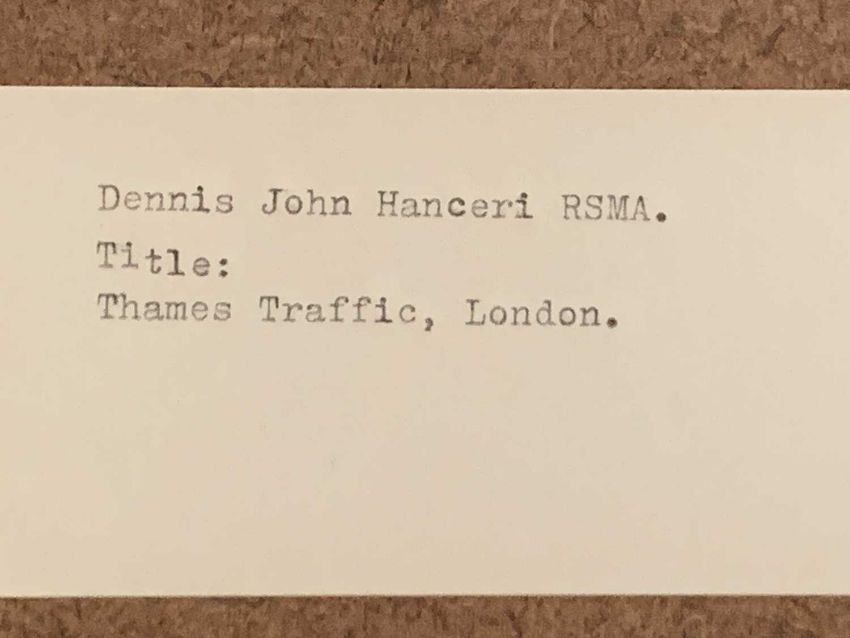 Dennis John Hanceri RSMA.
Title:
Thames Traffic, London.